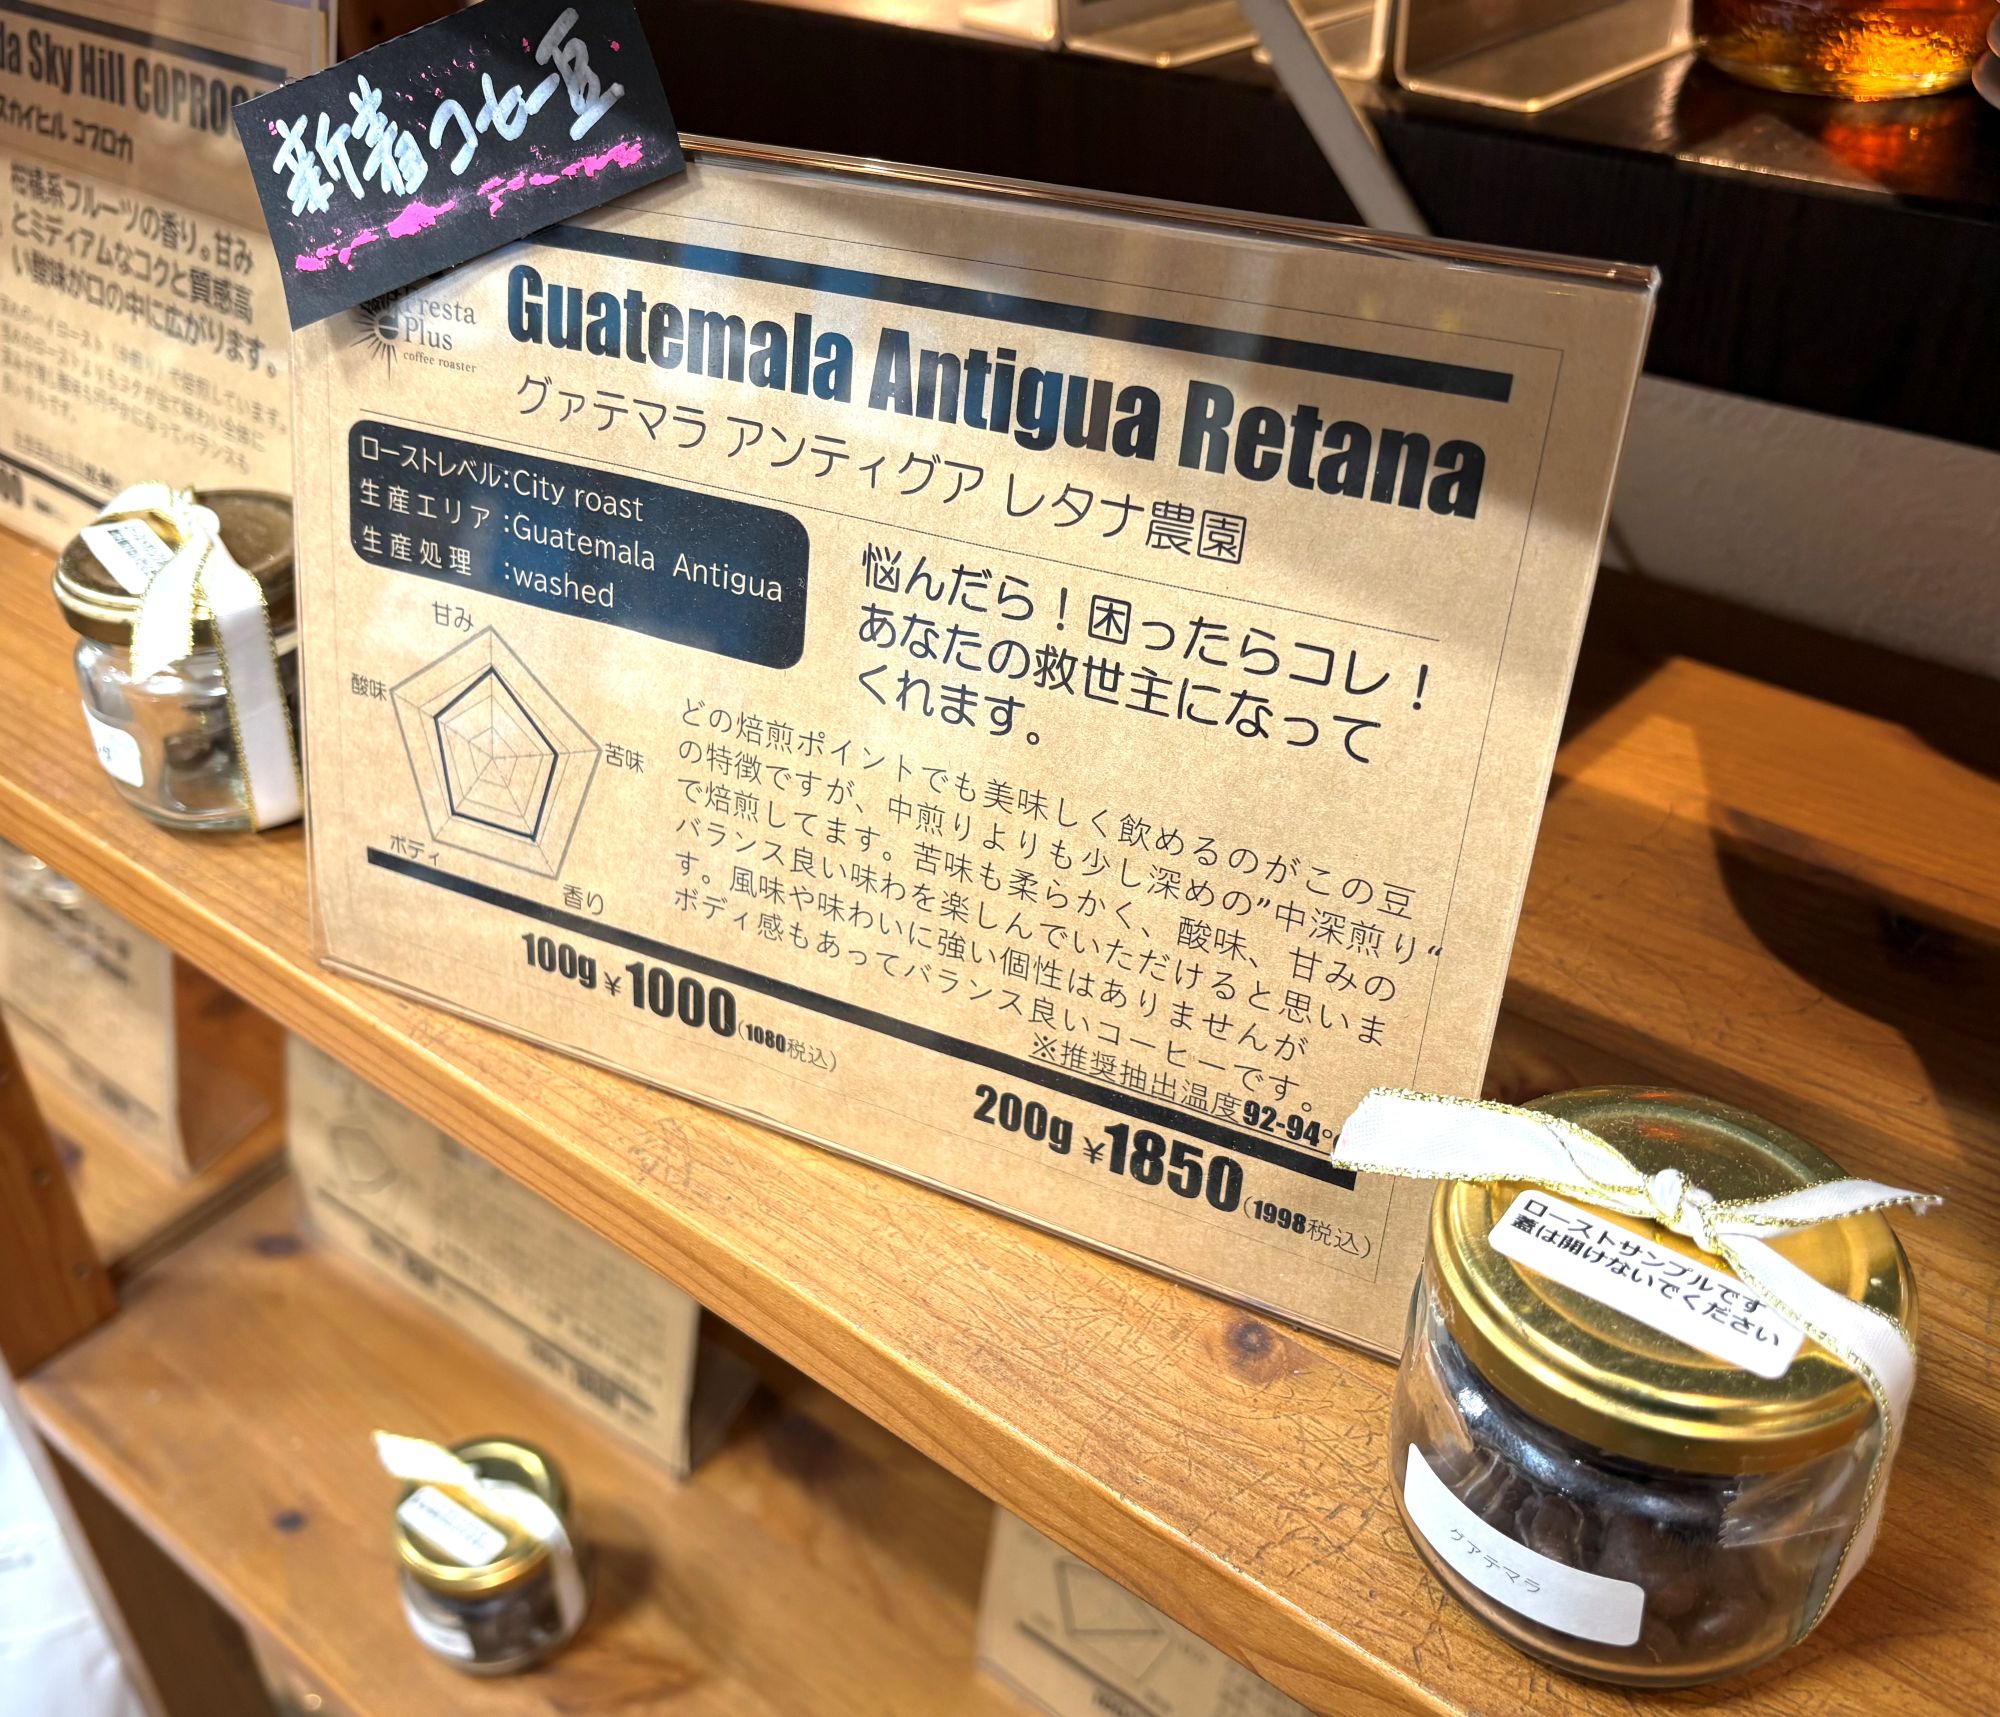 新着コーヒー豆
Sky Hill COPROCA
スカイヒル コプロカ
柑橘系フルーツの香り。甘み
とミディアムなコクと質感高
い酸味が口の中に広がります。
Presta
Plus
coffee roaster
Guatemala Antigua Retana
グァテマラ アンティグア レタナ農園
ローストレベル:City roast
生産エリア :Guatemala Antigua
生産処理 :washed
甘み
酸味
苦味
ボディ
香り
悩んだら！困ったらコレ！
あなたの救世主になって
くれます。
どの焙煎ポイントでも美味しく飲めるのがこの豆
の特徴ですが、中煎りよりも少し深めの”中深煎り“
で焙煎してます。苦味も柔らかく、酸味、甘みの
バランス良い味わを楽しんでいただけると思いま
す。風味や味わいに強い個性はありませんが
ボディ感もあってバランス良いコーヒーです。
※推奨抽出温度92-94°
100g ¥1000(1080税込)
200g ¥1850(1998税込)
ローストサンプルです
蓋は開けないでください
グァテマラ